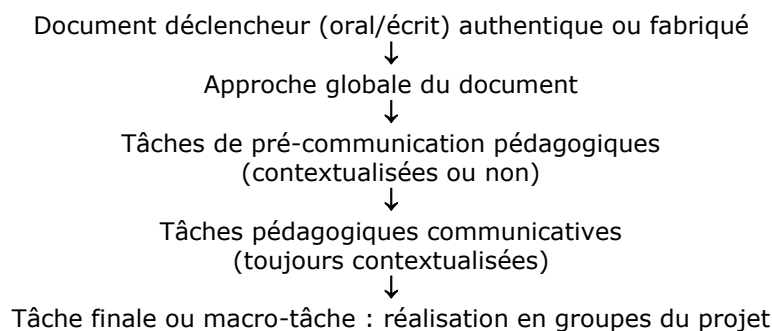 Document déclencheur (oral/écrit) authentique ou fabriqué
↓
Approche globale du document
↓
Tâches de pré-communication pédagogiques
(contextualisées ou non)
↓
Tâches pédagogiques communicatives
(toujours contextualisées)
↓
Tâche finale ou macro-tâche : réalisation en groupes du projet